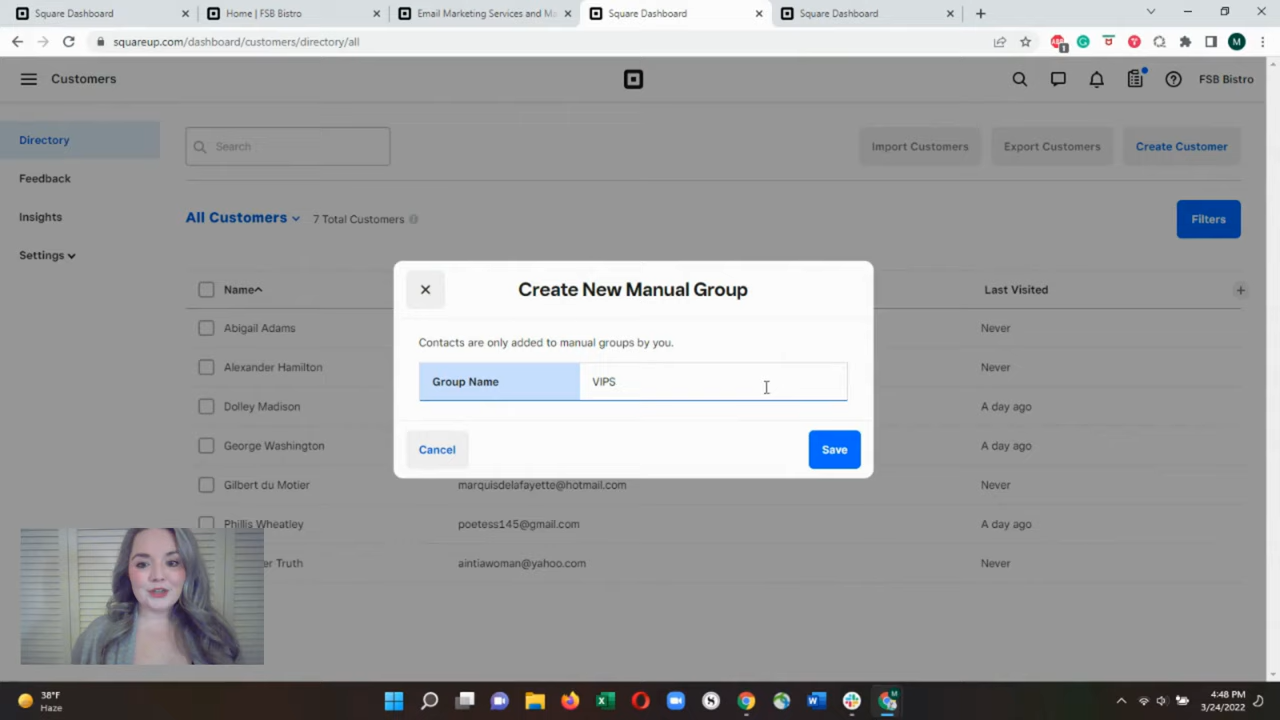 Square Dashboard
Home | FSB Bistro
Email Marketing Services and Ma
Square Dashboard
Square Dashboard
squareup.com/dashboard/customers/directory/all
1
M
Customers
FSB Bistro
Directory
Search
Import Customers
Export Customers
Create Customer
Feedback
Insights
All Customers
7 Total Customers
Filters
Settings
Create New Manual Group
Name
Last Visited
Abigail Adams
Never
Contacts are only added to manual groups by you.
Alexander Hamilton
Never
Group Name
VIPS
Dolley Madison
A day ago
George Washington
A day ago
Cancel
Save
Gilbert du Motier
marquisdelafayette@hotmail.com
Never
Phillis Wheatley
poetess145@gmail.com
A day ago
er Truth
aintiawoman@yahoo.com
Never
38°F
Haze
4:48 PM
3/24/2022